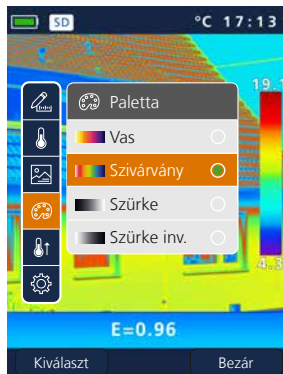 SD °C 17:13
19.1
Paletta
Vas
Szivárvány
Szürke
Szürke inv.
4.3
E=0.96
Kiválaszt Bezár